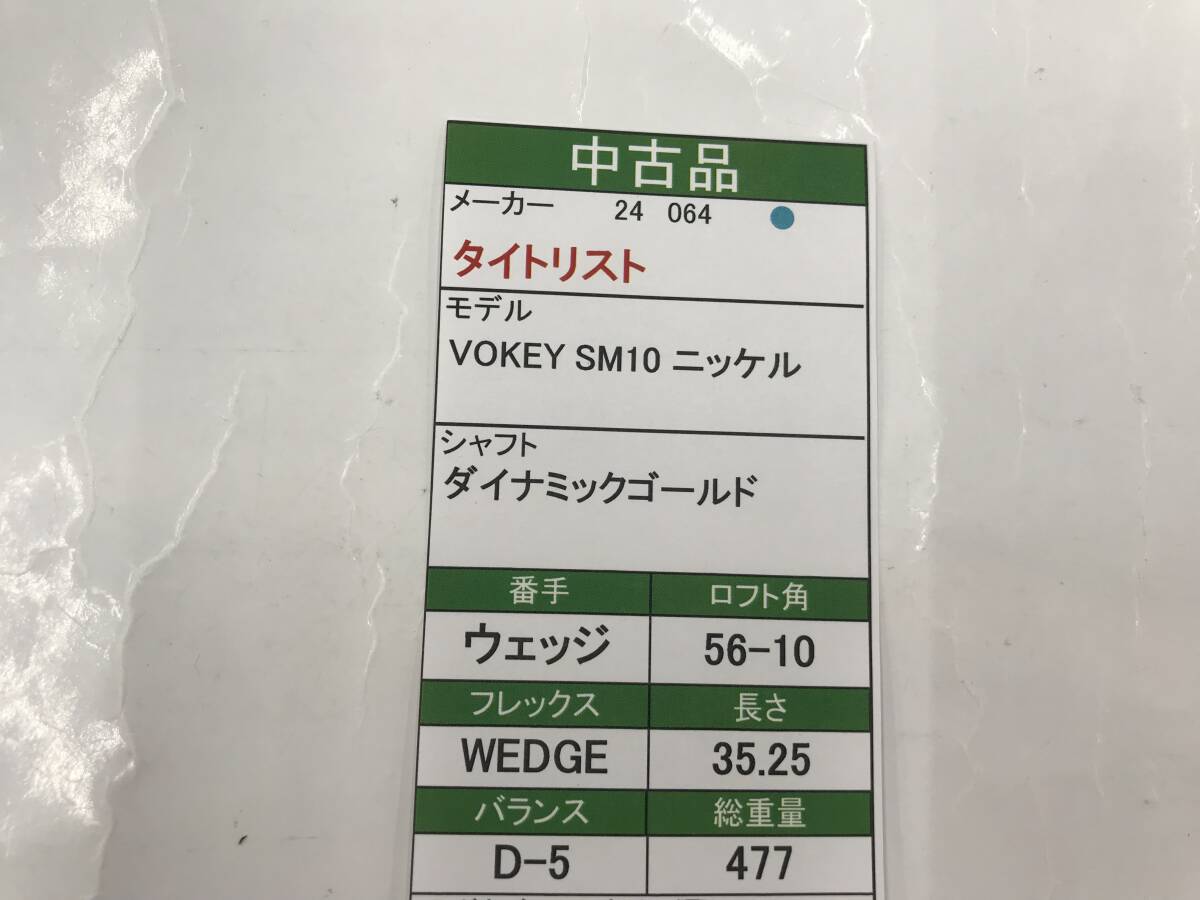 中古品
メーカー 24 064
タイトリスト
モデル
VOKEY SM10 ニッケル
シャフト
ダイナミックゴールド
番手 ロフト角
ウェッジ 56-10
フレックス 長さ
WEDGE 35.25
バランス 総重量
D-5 477